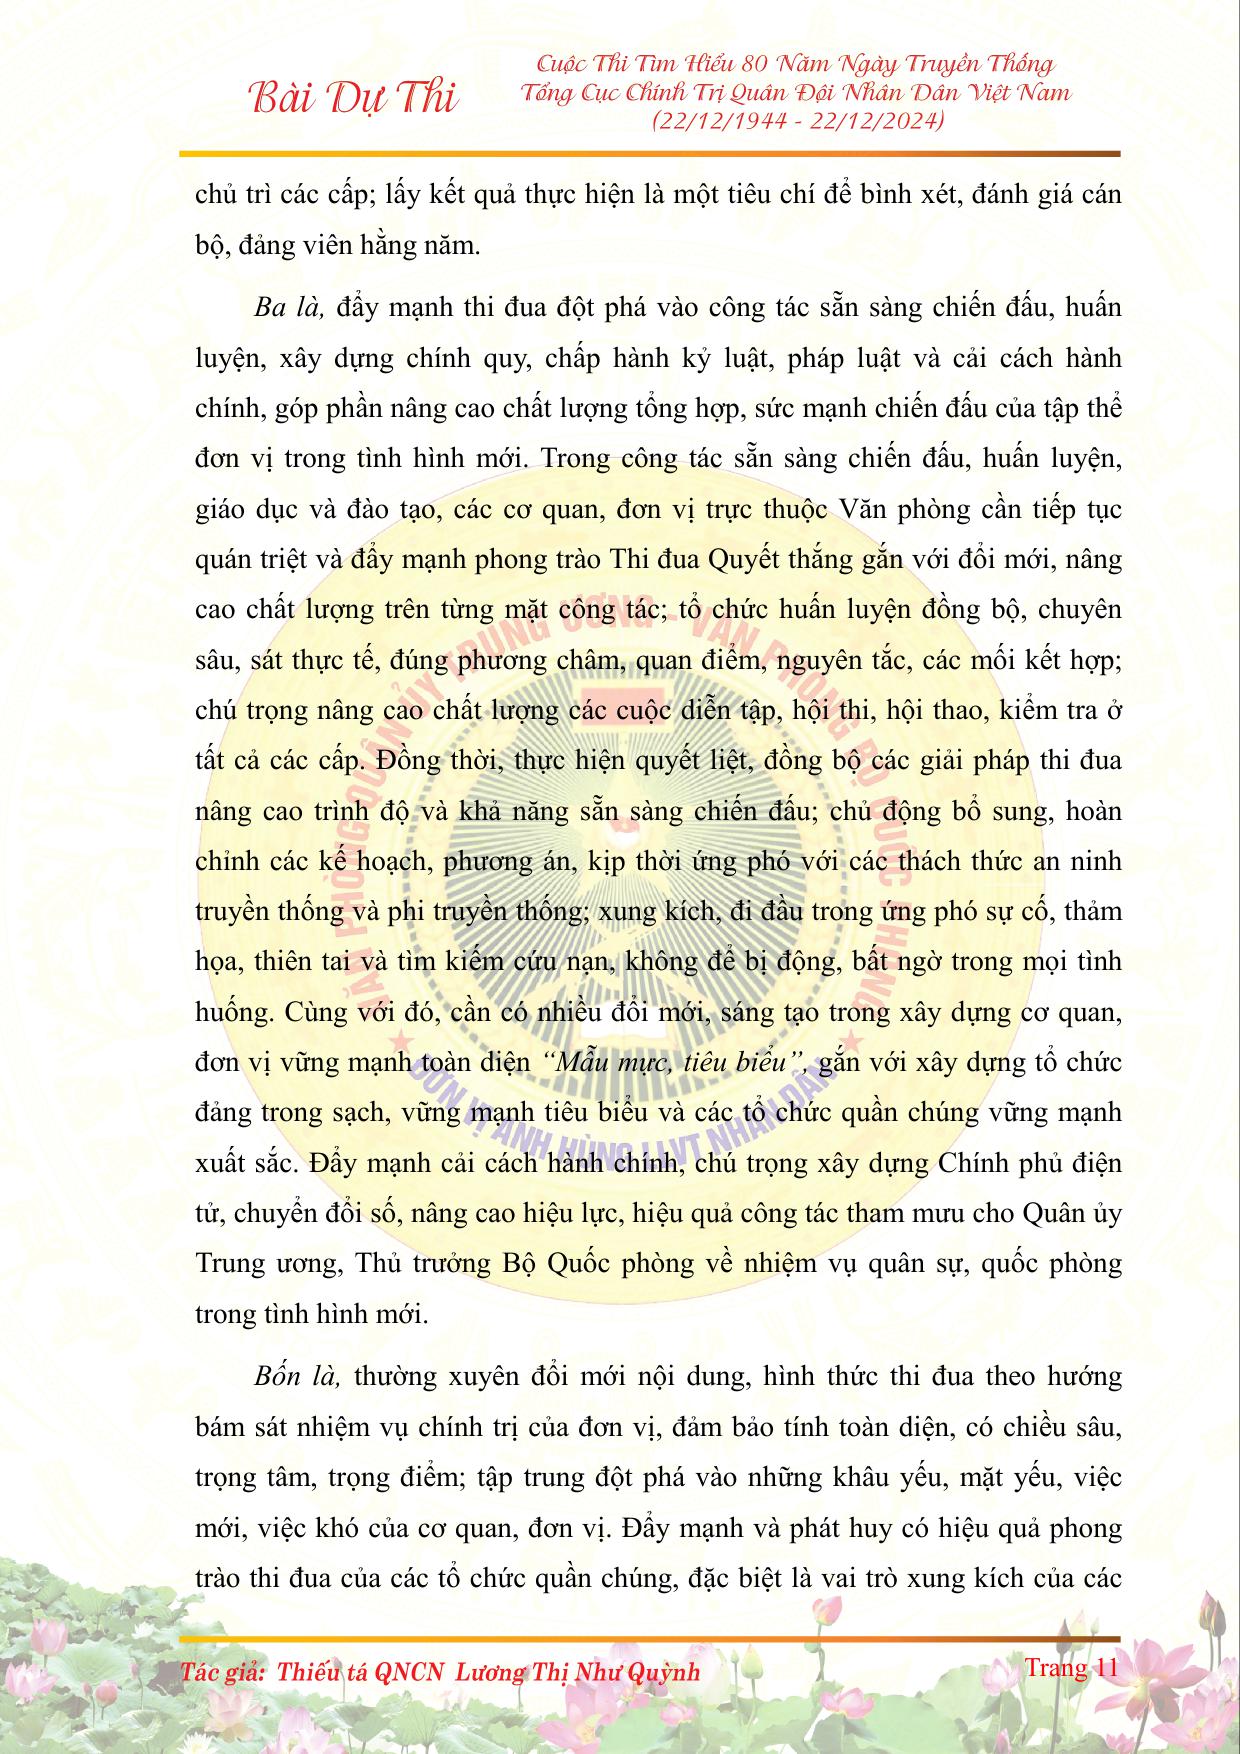 Bài Dự Thi
Cuộc Thi Tìm Hiểu 80 Năm Ngày Truyền Thống
Tổng Cục Chính Trị Quân Đội Nhân Dân Việt Nam
(22/12/1944 - 22/12/2024)
chủ trì các cấp; lấy kết quả thực hiện là một tiêu chí để bình xét, đánh giá cán
bộ, đảng viên hằng năm.
Ba là, đẩy mạnh thi đua đột phá vào công tác sẵn sàng chiến đấu, huấn
luyện, xây dựng chính quy, chấp hành kỷ luật, pháp luật và cải cách hành
chính, góp phần nâng cao chất lượng tổng hợp, sức mạnh chiến đấu của tập thể
đơn vị trong tình hình mới. Trong công tác sẵn sàng chiến đấu, huấn luyện,
giáo dục và đào tạo, các cơ quan, đơn vị trực thuộc Văn phòng cần tiếp tục
quán triệt và đẩy mạnh phong trào Thi đua Quyết thắng gắn với đổi mới, nâng
cao chất lượng trên từng mặt công tác; tổ chức huấn luyện đồng bộ, chuyên
sâu, sát thực tế, đúng phương châm, quan điểm, nguyên tắc, các mối kết hợp;
chú trọng nâng cao chất lượng các cuộc diễn tập, hội thi, hội thao, kiểm tra ở
tất cả các cấp. Đồng thời, thực hiện quyết liệt, đồng bộ các giải pháp thi đua
nâng cao trình độ và khả năng sẵn sàng chiến đấu; chủ động bổ sung, hoàn
chỉnh các kế hoạch, phương án, kịp thời ứng phó với các thách thức an ninh
truyền thống và phi truyền thống; xung kích, đi đầu trong ứng phó sự cố, thảm
họa, thiên tai và tìm kiếm cứu nạn, không để bị động, bất ngờ trong mọi tình
huống. Cùng với đó, cần có nhiều đổi mới, sáng tạo trong xây dựng cơ quan,
đơn vị vững mạnh toàn diện “Mẫu mực, tiêu biểu”, gắn với xây dựng tổ chức
đảng trong sạch, vững mạnh tiêu biểu và các tổ chức quần chúng vững mạnh
xuất sắc. Đẩy mạnh cải cách hành chính, chú trọng xây dựng Chính phủ điện
tử, chuyển đổi số, nâng cao hiệu lực, hiệu quả công tác tham mưu cho Quân ủy
Trung ương, Thủ trưởng Bộ Quốc phòng về nhiệm vụ quân sự, quốc phòng
trong tình hình mới.
Bốn là, thường xuyên đổi mới nội dung, hình thức thi đua theo hướng
bám sát nhiệm vụ chính trị của đơn vị, đảm bảo tính toàn diện, có chiều sâu,
trọng tâm, trọng điểm; tập trung đột phá vào những khâu yếu, mặt yếu, việc
mới, việc khó của cơ quan, đơn vị. Đẩy mạnh và phát huy có hiệu quả phong
trào thi đua của các tổ chức quần chúng, đặc biệt là vai trò xung kích của các
VĂN PHÒNG QUÂN ỦY TRUNG ƯƠNG - VĂN PHÒNG BỘ QUỐC PHÒNG
ĐƠN VỊ ANH HÙNG LLVT NHÂN DÂN
Tác giả: Thiếu tá QNCN Lương Thị Như Quỳnh
Trang 11